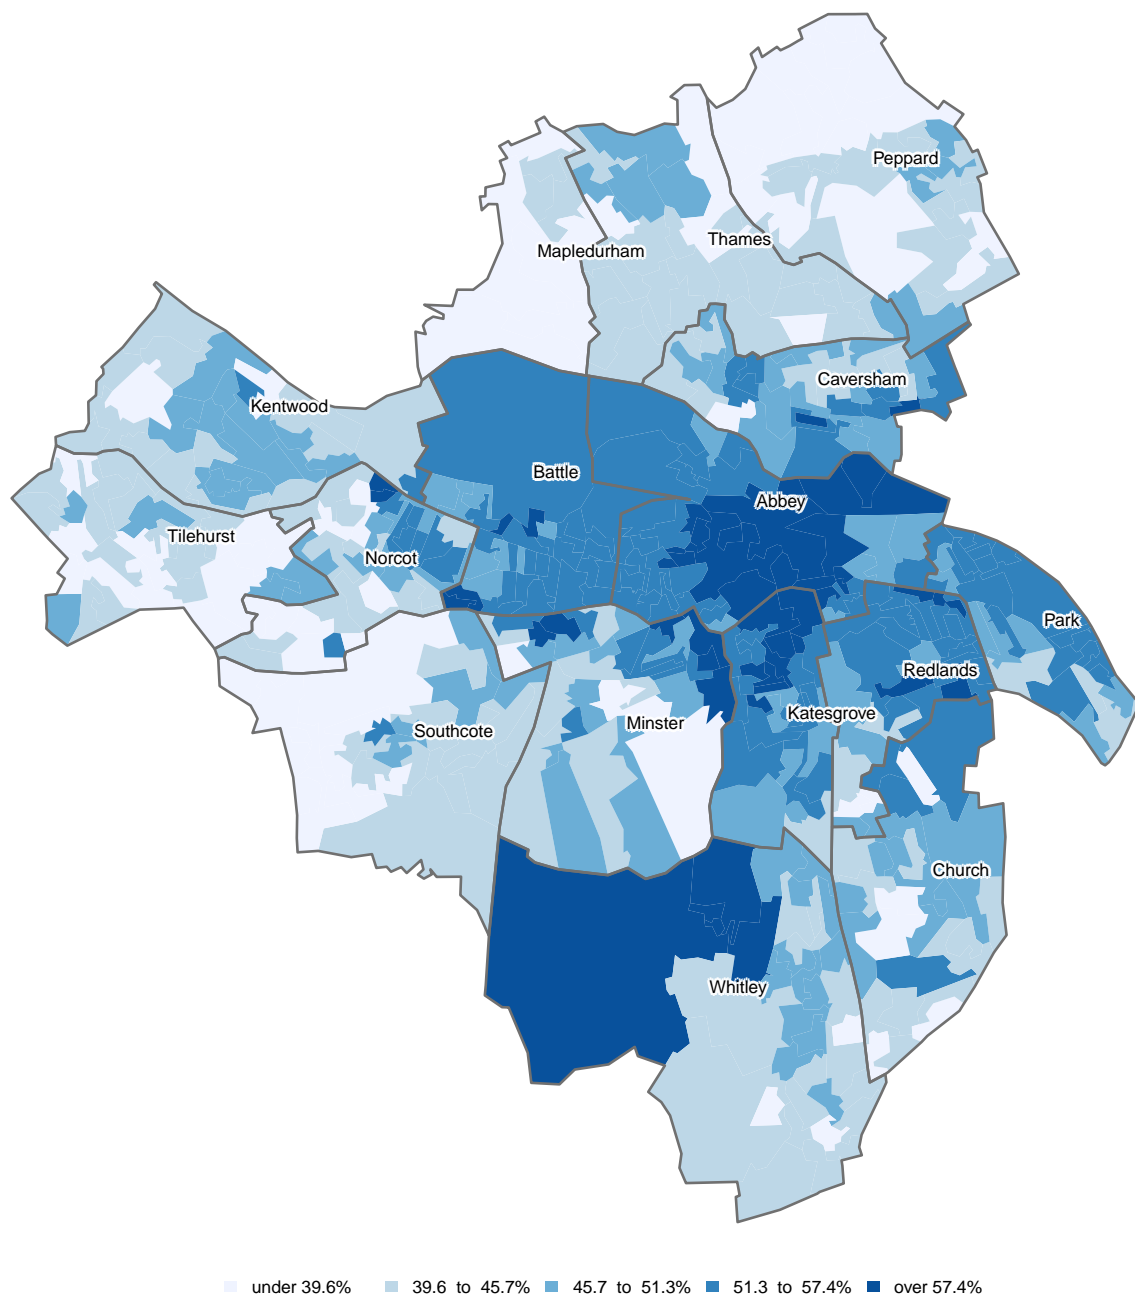 Peppard
Thames
Mapledurham
Caversham
Kentwood
Battle
Abbey
Tilehurst
Norcot
Park
Redlands
Katesgrove
Minster
Southcote
Church
Whitley
under 39.6% 39.6 to 45.7% 45.7 to 51.3% 51.3 to 57.4% over 57.4%